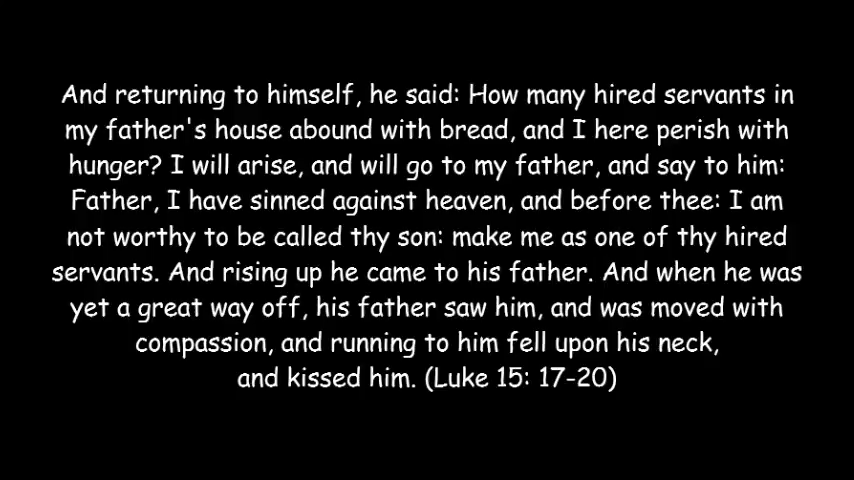 And returning to himself, he said: How many hired servants in
my father's house abound with bread, and I here perish with
hunger? I will arise, and will go to my father, and say to him:
Father, I have sinned against heaven, and before thee: I am
not worthy to be called thy son: make me as one of thy hired
servants. And rising up he came to his father. And when he was
yet a great way off, his father saw him, and was moved with
compassion, and running to him fell upon his neck,
and kissed him. (Luke 15: 17-20)